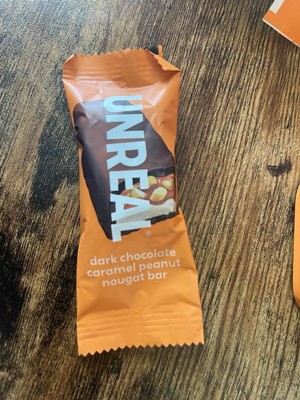 UNREAL
dark chocolate
caramel peanut
nougat bar